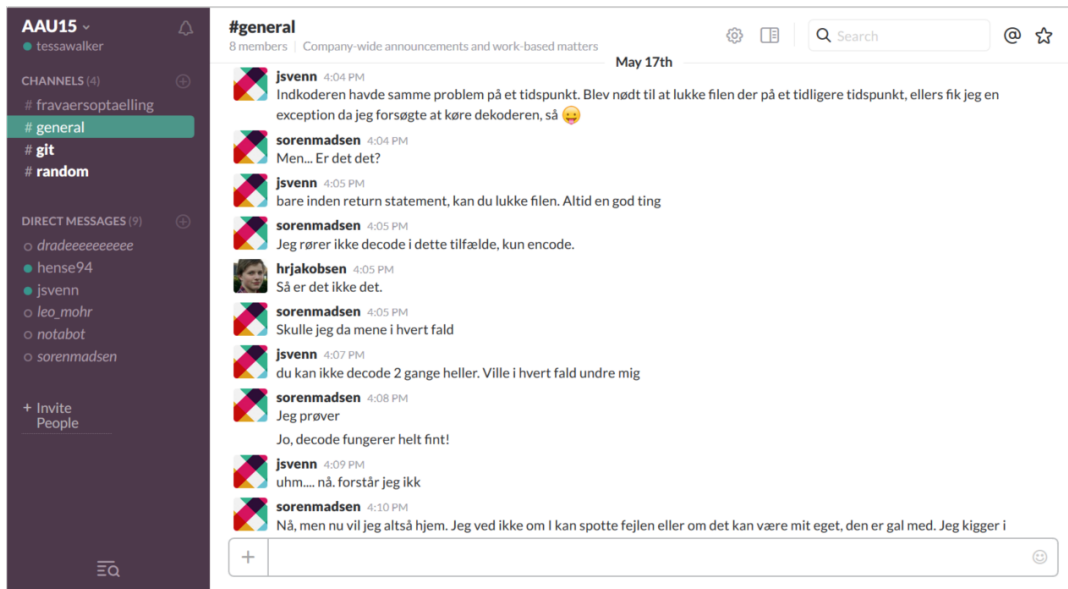 AAU15
tessawalker
CHANNELS (4)
# fravaersoptaelling
# general
# git
# random
DIRECT MESSAGES (9)
dradeeeeeeeeee
hense94
jsvenn
leo_mohr
notabot
sorenmadsen
+ Invite
People
#general
8 members | Company-wide announcements and work-based matters
Search
May 17th
jsvenn 4:04 PM
Indkoderen havde samme problem på et tidspunkt. Blev nødt til at lukke filen der på et tidligere tidspunkt, ellers fik jeg en
exception da jeg forsøgte at køre dekoderen, så 😛
sorenmadsen 4:04 PM
Men... Er det det?
jsvenn 4:05 PM
bare inden return statement, kan du lukke filen. Altid en god ting
sorenmadsen 4:05 PM
Jeg rører ikke decode i dette tilfælde, kun encode.
hrjakobsen 4:05 PM
Så er det ikke det.
sorenmadsen 4:05 PM
Skulle jeg da mene i hvert fald
jsvenn 4:07 PM
du kan ikke decode 2 gange heller. Ville i hvert fald undre mig
sorenmadsen 4:08 PM
Jeg prøver
Jo, decode fungerer helt fint!
jsvenn 4:09 PM
uhm.... nå. forstår jeg ikk
sorenmadsen 4:10 PM
Nå, men nu vil jeg altså hjem. Jeg ved ikke om I kan spotte fejlen eller om det kan være mit eget, den er gal med. Jeg kigger i